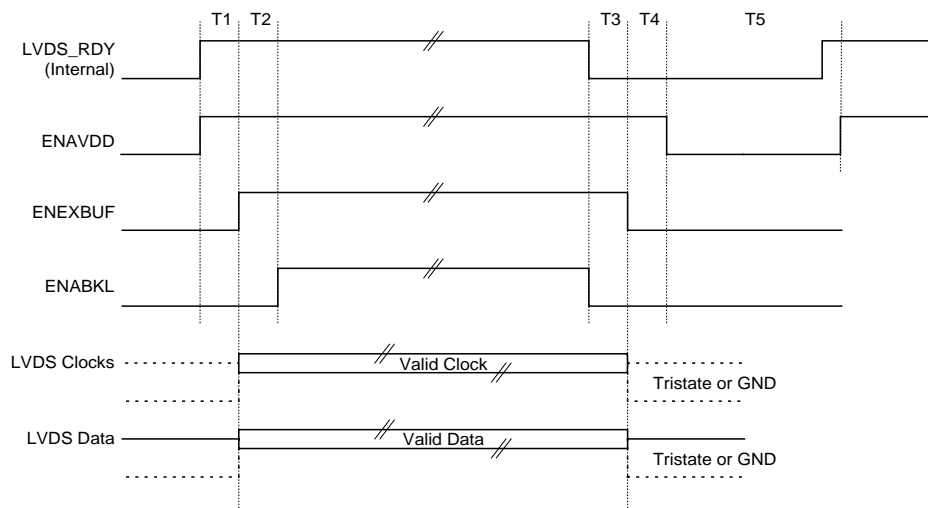 T1 T2 T3 T4 T5
LVDS_RDY
(Internal)
ENAVDD
ENEXBUF
ENABKL
LVDS Clocks
Valid Clock
Tristate or GND
LVDS Data
Valid Data
Tristate or GND